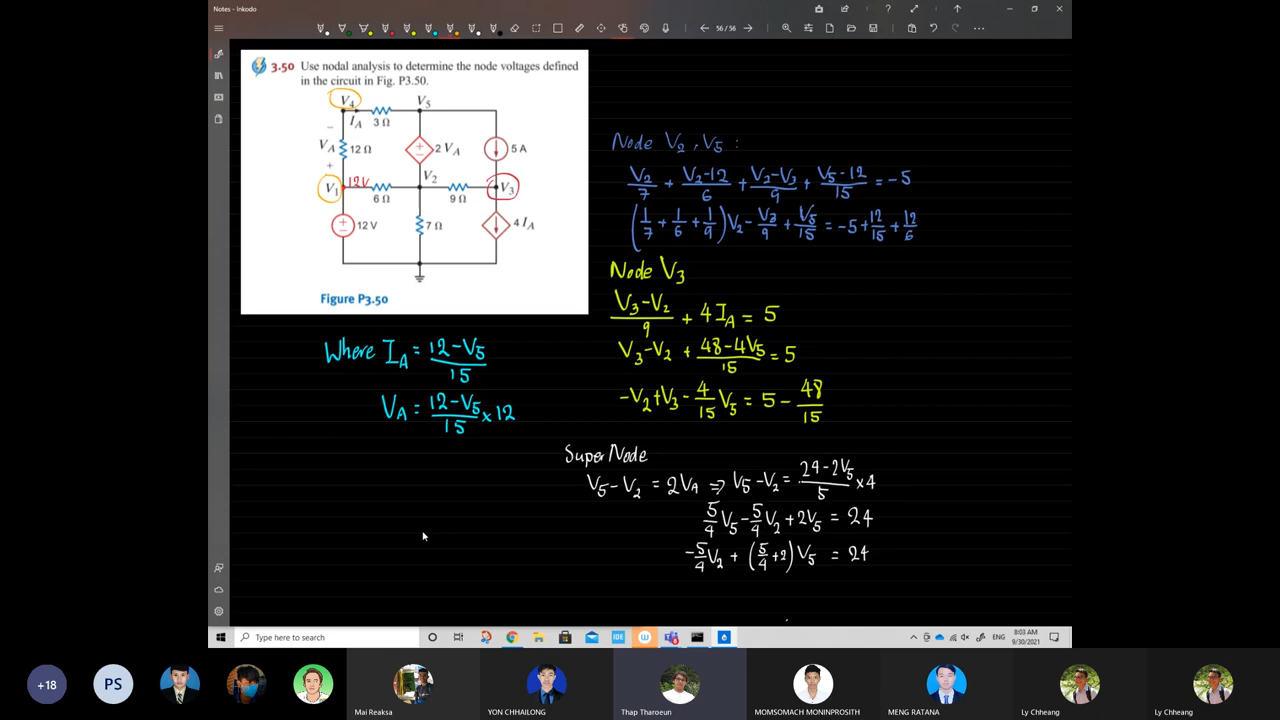 Notes - Inkodo
56/56
3.50 Use nodal analysis to determine the node voltages defined
in the circuit in Fig. P3.50.
V4
V5
IA
3 Ω
−
VA
12 Ω
+
+
−
2 VA
5 A
V1
12V
V2
V3
6 Ω
9 Ω
+
−
12 V
7 Ω
4 IA
Figure P3.50
Where IA = (12-V5)/15
VA = (12-V5)/15 × 12
Node V2, V5 :
V2/7 + (V2-12)/6 + (V2-V3)/9 + (V5-12)/15 = -5
(1/7 + 1/6 + 1/9) V2 - V3/9 + V5/15 = -5 + 12/15 + 12/6
Node V3
(V3-V2)/9 + 4IA = 5
V3-V2 + (48-4V5)/15 = 5
-V2+V3- 4/15 V5 = 5 - 48/15
Super Node
V5-V2 = 2VA ⇒ V5-V2 = (24-2V5)/5 ×4
5/4 V5 - 5/4 V2 + 2V5 = 24
-5/4 V2 + (5/4 +2) V5 = 24
Type here to search
IDE
W
ENG
8:03 AM
9/30/2021
+18
PS
Mai Reaksa
YON CHHAILONG
Thap Tharoeun
MOMSOMACH MONINPROSITH
MENG RATANA
Ly Chheang
Ly Chheang